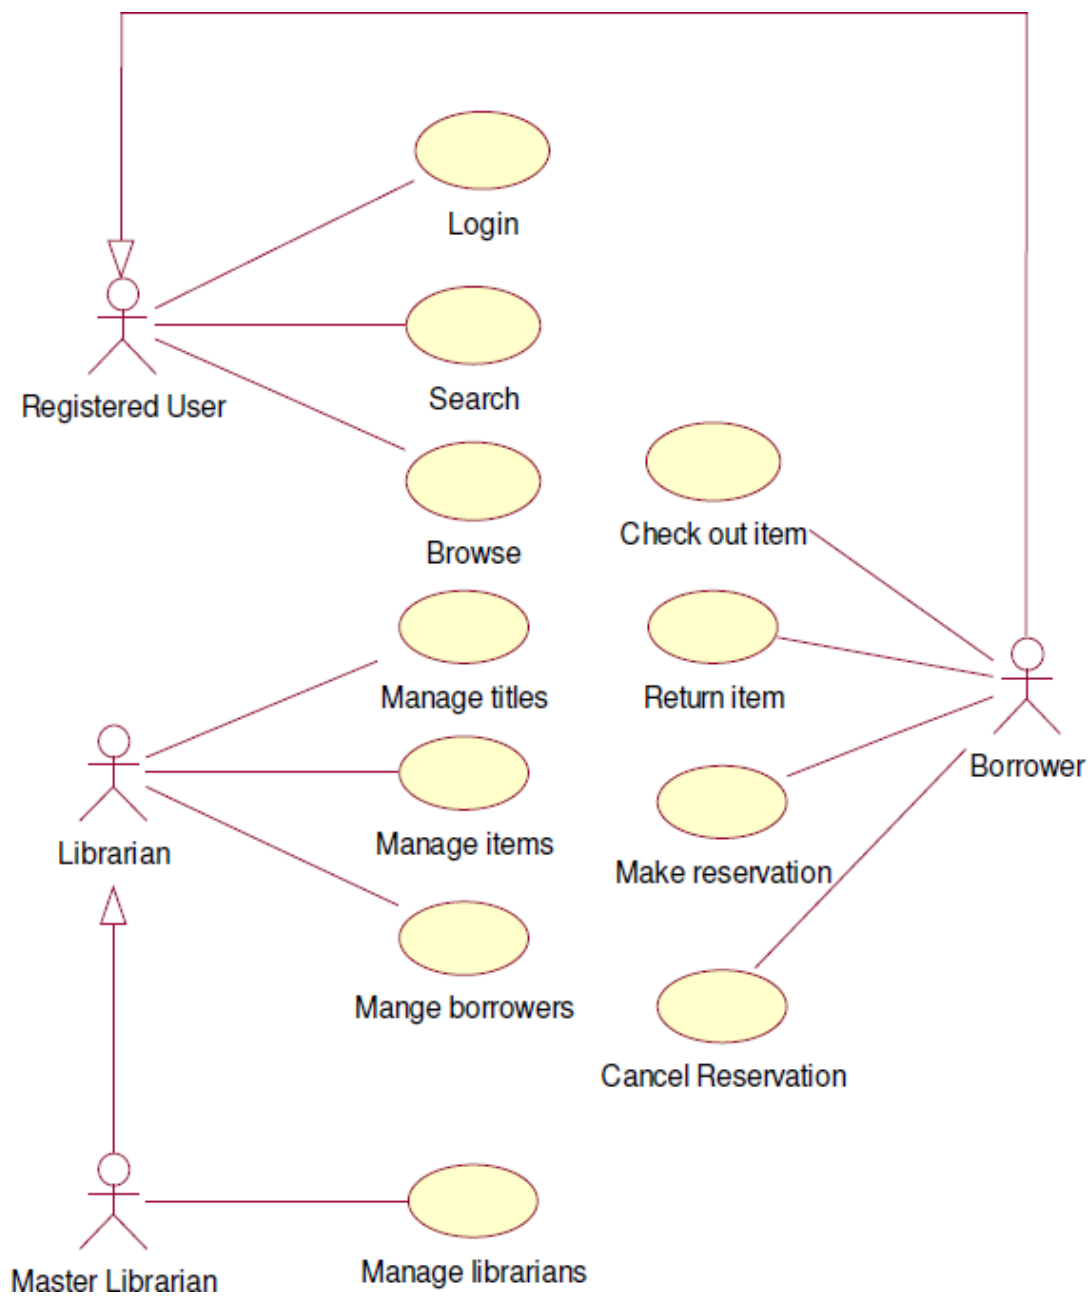 Login
Registered User
Search
Browse
Check out item
Manage titles
Return item
Borrower
Librarian
Manage items
Make reservation
Mange borrowers
Cancel Reservation
Master Librarian
Manage librarians